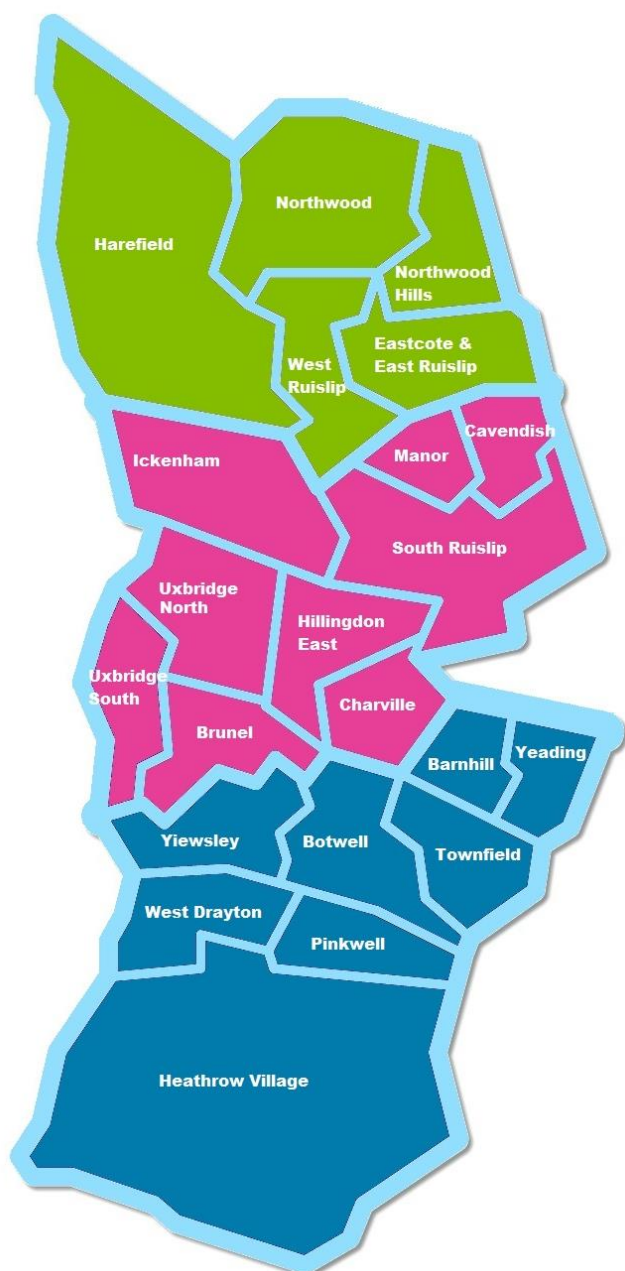 Northwood
Harefield
Northwood
Hills
Eastcote &
East Ruislip
West
Ruislip
Cavendish
Manor
Ickenham
South Ruislip
Uxbridge
North
Hillingdon
East
Uxbridge
South
Charville
Brunel
Yeading
Barnhill
Yiewsley
Botwell
Townfield
West Drayton
Pinkwell
Heathrow Village